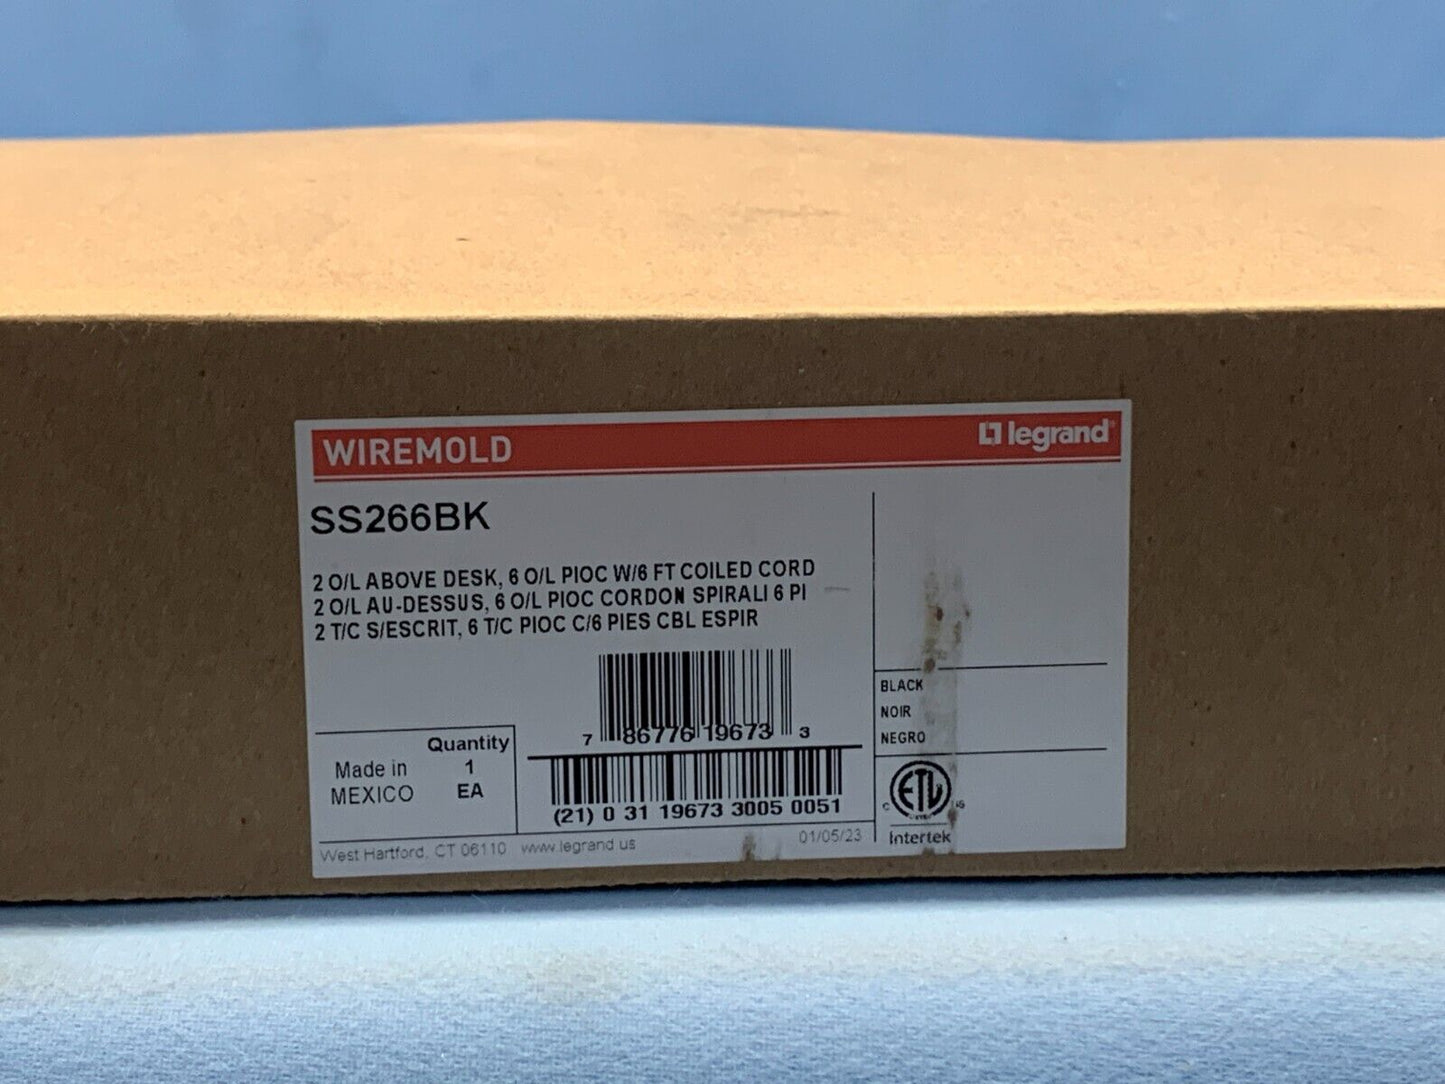 WIREMOLD
legrand®
SS266BK
2 O/L ABOVE DESK, 6 O/L PIOC W/6 FT COILED CORD
2 O/L AU-DESSUS, 6 O/L PIOC CORDON SPIRALI 6 PI
2 T/C S/ESCRIT, 6 T/C PIOC C/6 PIES CBL ESPIR
7 86776 19673 3
BLACK
NOIR
NEGRO
Made in
MEXICO
Quantity
1
EA
(21) 0 31 19673 3005 0051
C ETL US
Intertek
West Hartford, CT 06110 www.legrand.us
01/05/23